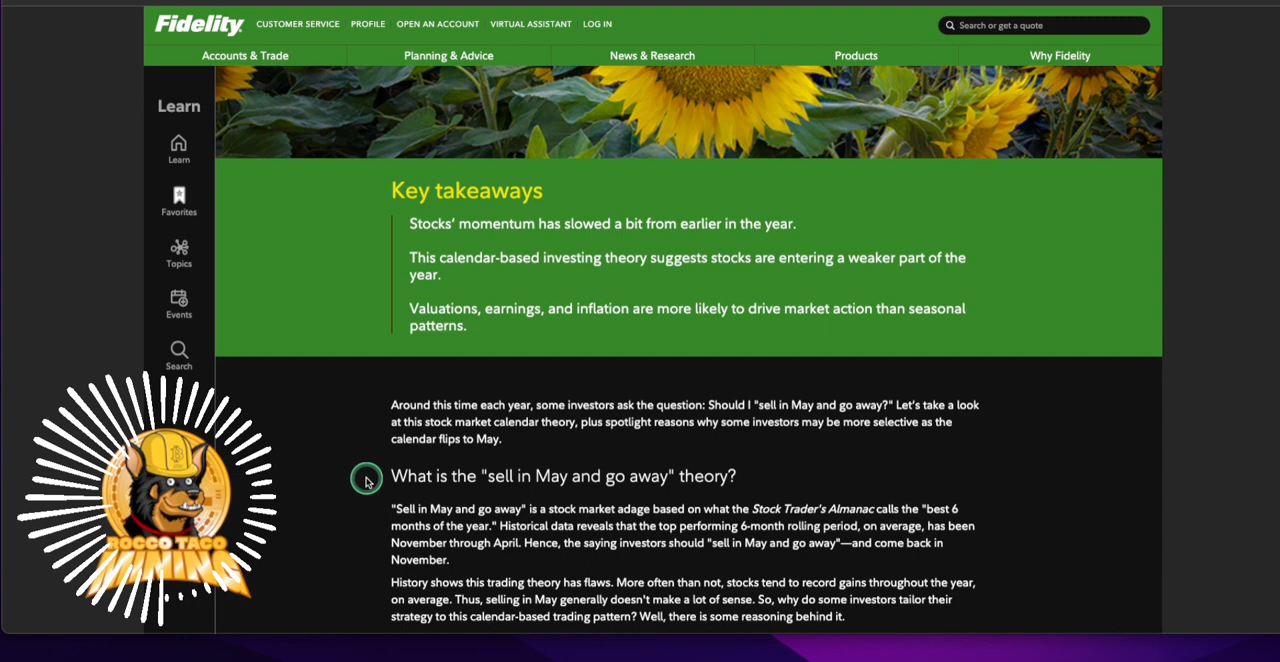 Fidelity
CUSTOMER SERVICE PROFILE OPEN AN ACCOUNT VIRTUAL ASSISTANT LOG IN
Search or get a quote
Accounts & Trade Planning & Advice News & Research Products Why Fidelity
Learn
Learn
Favorites
Topics
Events
Search
Key takeaways
Stocks’ momentum has slowed a bit from earlier in the year.
This calendar-based investing theory suggests stocks are entering a weaker part of the
year.
Valuations, earnings, and inflation are more likely to drive market action than seasonal
patterns.
Around this time each year, some investors ask the question: Should I "sell in May and go away?" Let’s take a look
at this stock market calendar theory, plus spotlight reasons why some investors may be more selective as the
calendar flips to May.
What is the "sell in May and go away" theory?
"Sell in May and go away" is a stock market adage based on what the Stock Trader's Almanac calls the "best 6
months of the year." Historical data reveals that the top performing 6-month rolling period, on average, has been
November through April. Hence, the saying investors should "sell in May and go away"—and come back in
November.
History shows this trading theory has flaws. More often than not, stocks tend to record gains throughout the year,
on average. Thus, selling in May generally doesn't make a lot of sense. So, why do some investors tailor their
strategy to this calendar-based trading pattern? Well, there is some reasoning behind it.
ROCCO TACO
MINING